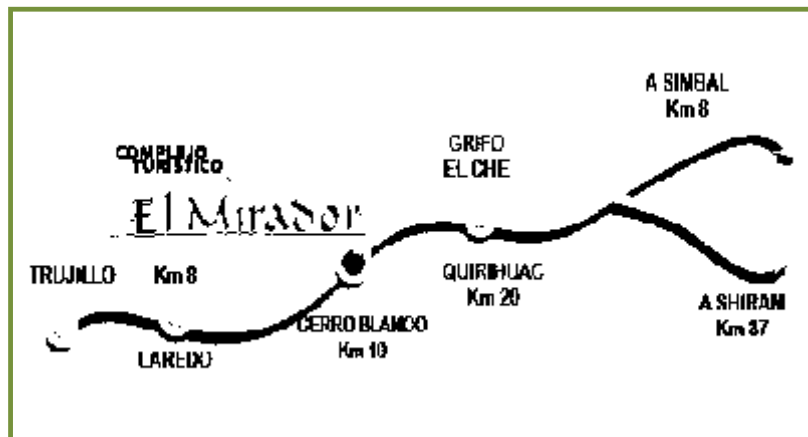 A SIMBAL
Km 8
GRIFO
EL CHE
COMPLEJO
TURISTICO
El Mirador
TRUJILLO
Km 8
QUIRIHUAC
Km 20
A SHIRAN
Km 37
CERRO BLANCO
Km 10
LAREDO